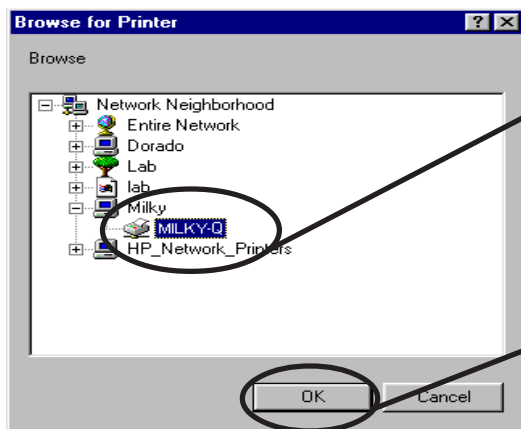 Browse for Printer
Browse
Network Neighborhood
Entire Network
Dorado
Lab
lab
Milky
MILKY-Q
HP_Network_Printers
OK
Cancel